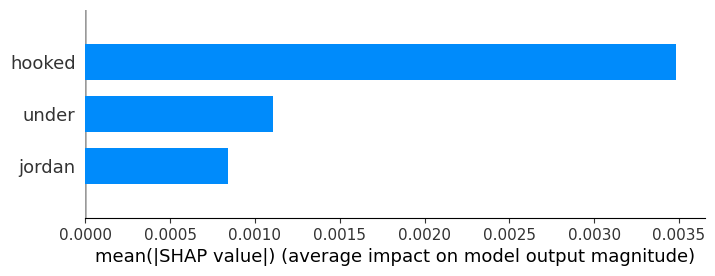 hooked
under
jordan
0.0000 0.0005 0.0010 0.0015 0.0020 0.0025 0.0030 0.0035
mean(|SHAP value|) (average impact on model output magnitude)